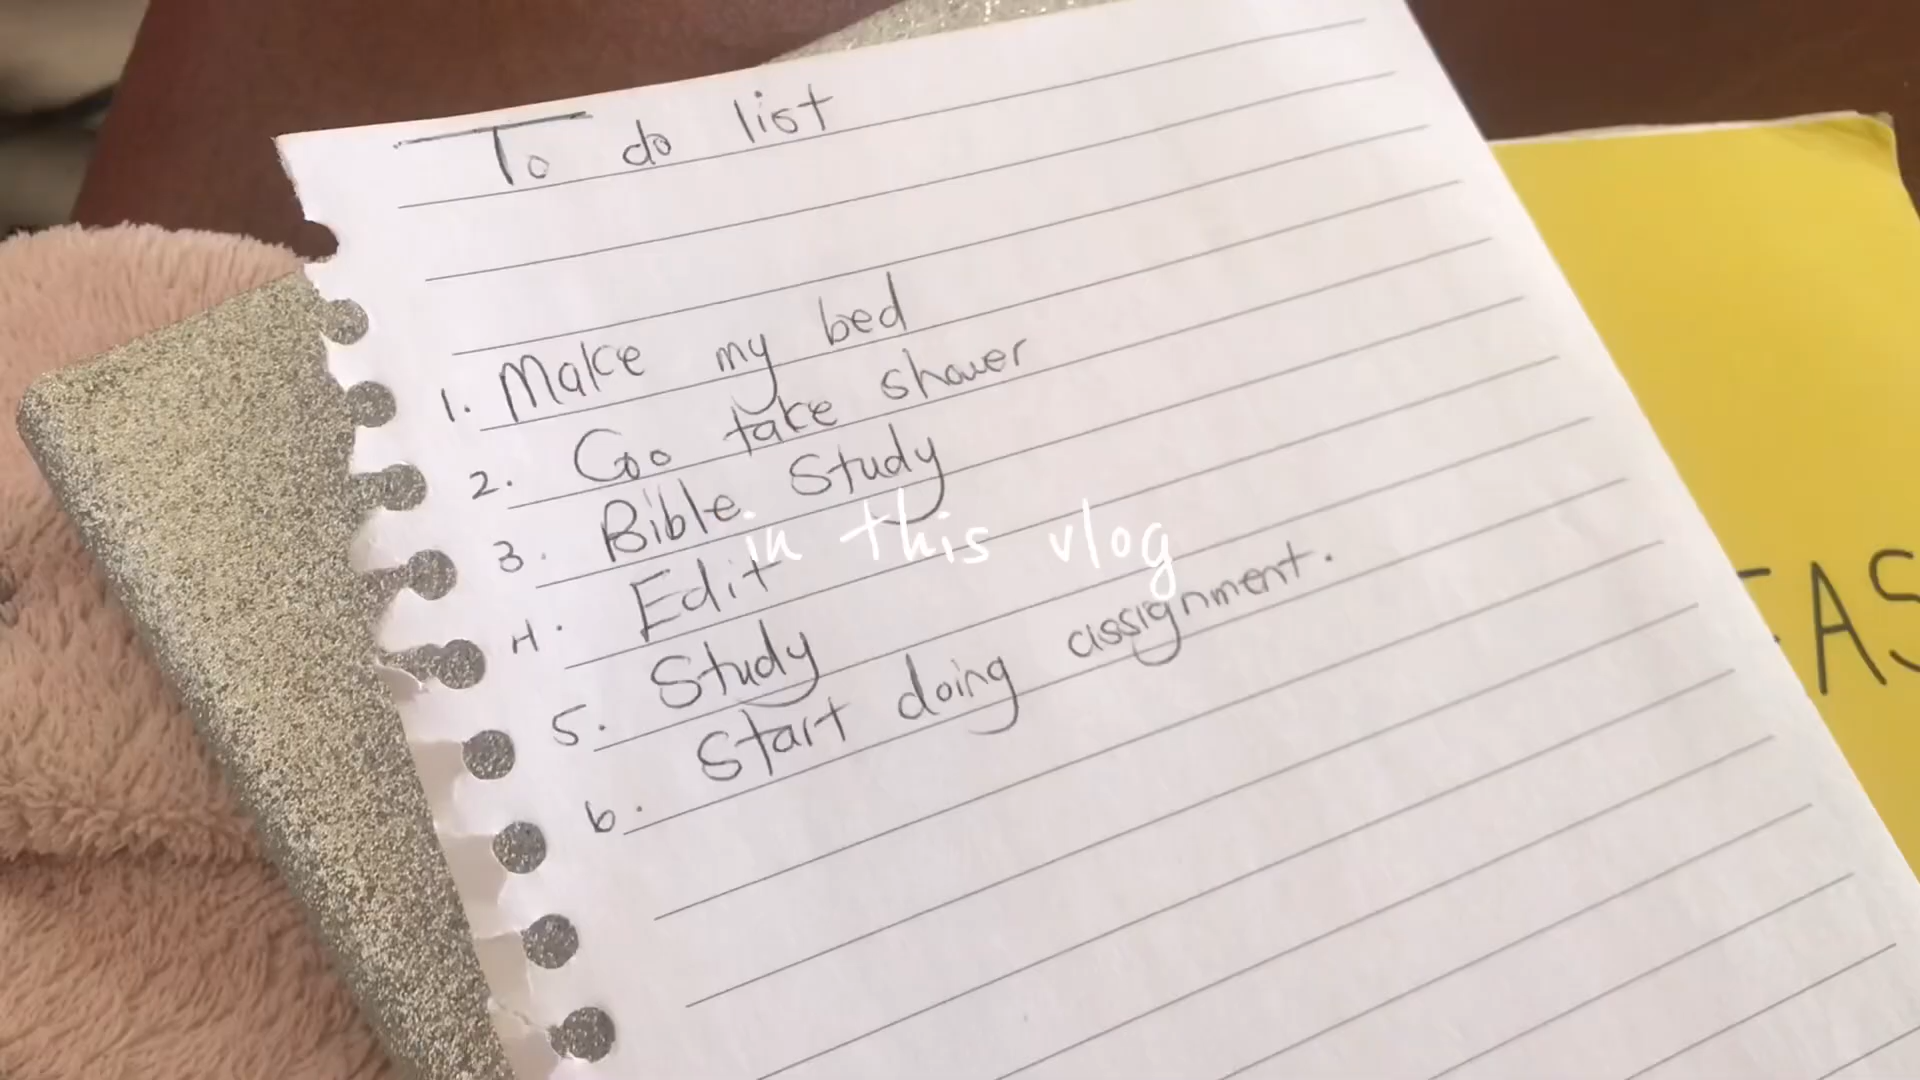 To do list
1. Make my bed
2. Go take shower
3. Bible Study
in this vlog
4. Edit
5. Study
6. Start doing assignment.